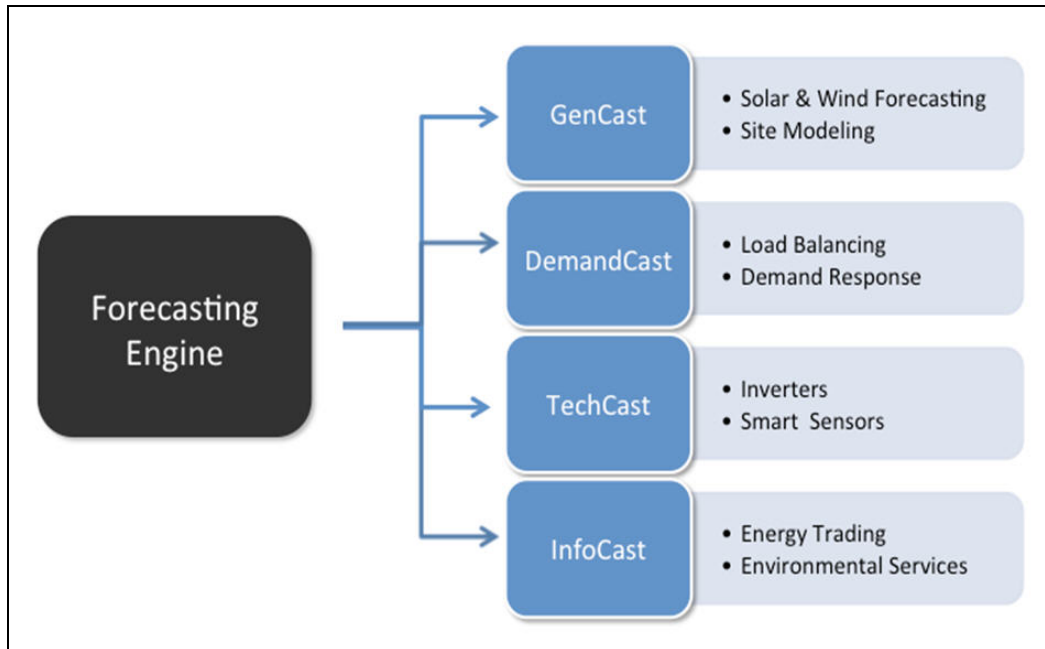 Forecasting
Engine
GenCast
• Solar & Wind Forecasting
• Site Modeling
DemandCast
• Load Balancing
• Demand Response
TechCast
• Inverters
• Smart Sensors
InfoCast
• Energy Trading
• Environmental Services